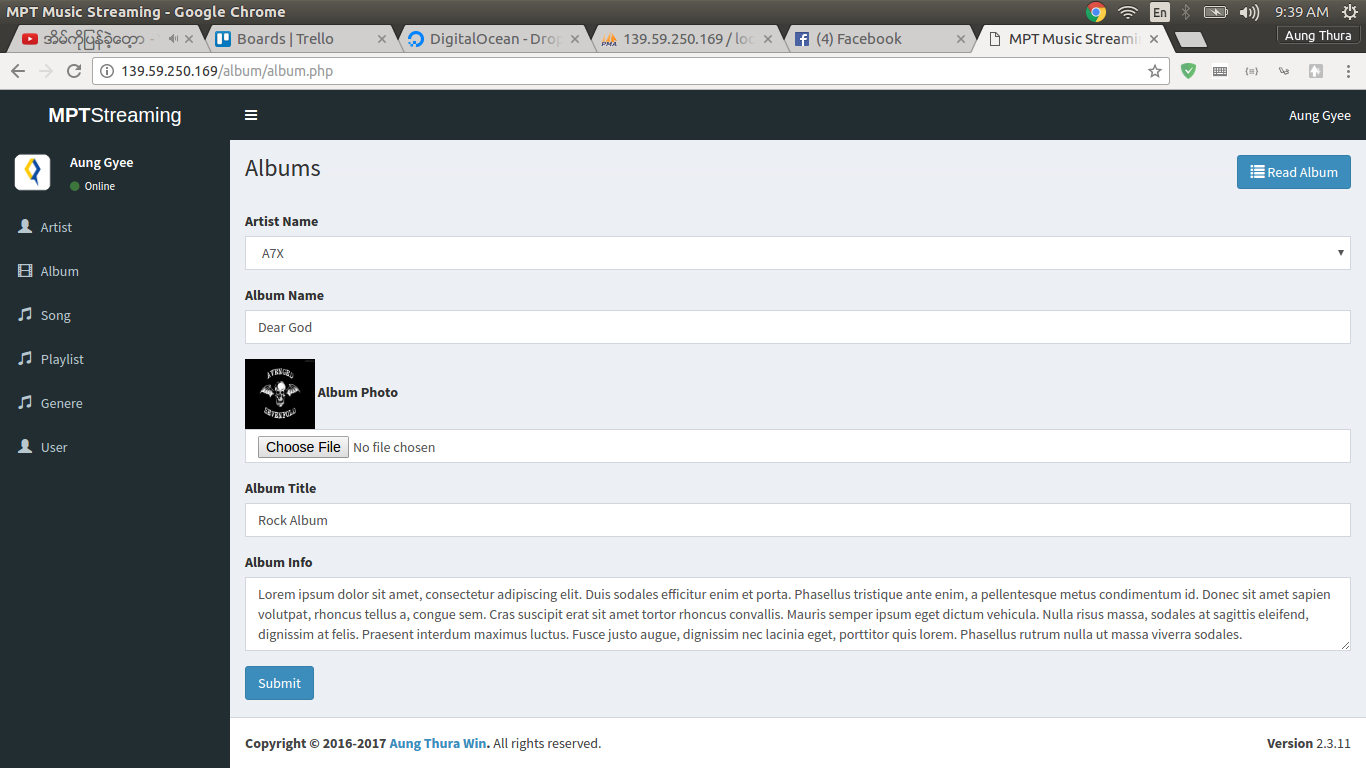 MPT Music Streaming - Google Chrome
En
9:39 AM
Boards | Trello
DigitalOcean - Drop
139.59.250.169 / loc
(4) Facebook
MPT Music Streami
Aung Thura
139.59.250.169/album/album.php
MPTStreaming
Aung Gyee
Aung Gyee
Online
Artist
Album
Song
Playlist
Genere
User
Albums
Read Album
Artist Name
A7X
Album Name
Dear God
AVENGED
SEVENFOLD
Album Photo
Choose File No file chosen
Album Title
Rock Album
Album Info
Lorem ipsum dolor sit amet, consectetur adipiscing elit. Duis sodales efficitur enim et porta. Phasellus tristique ante enim, a pellentesque metus condimentum id. Donec sit amet sapien
volutpat, rhoncus tellus a, congue sem. Cras suscipit erat sit amet tortor rhoncus convallis. Mauris semper ipsum eget dictum vehicula. Nulla risus massa, sodales at sagittis eleifend,
dignissim at felis. Praesent interdum maximus luctus. Fusce justo augue, dignissim nec lacinia eget, porttitor quis lorem. Phasellus rutrum nulla ut massa viverra sodales.
Submit
Copyright © 2016-2017 Aung Thura Win. All rights reserved.
Version 2.3.11